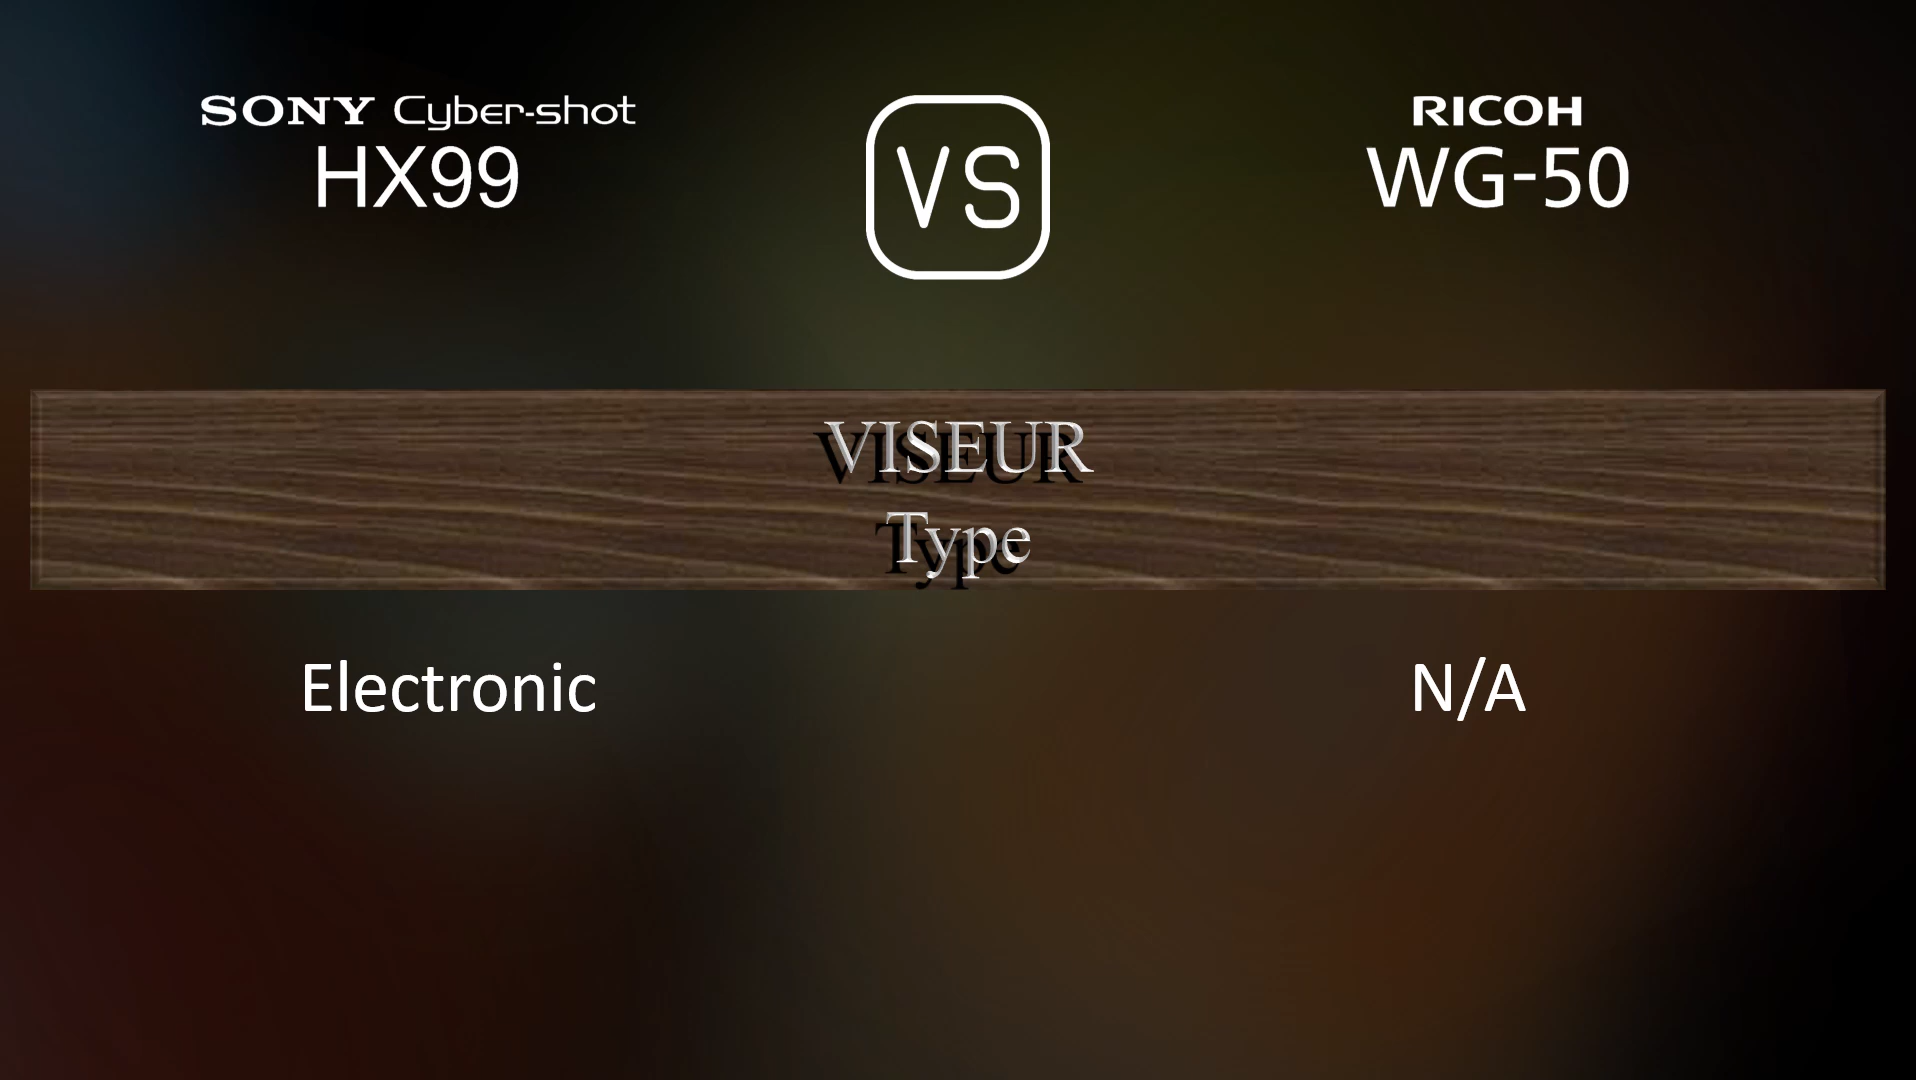 SONY Cyber-shot
HX99
VS
RICOH
WG-50
VISEUR
Type
Electronic
N/A